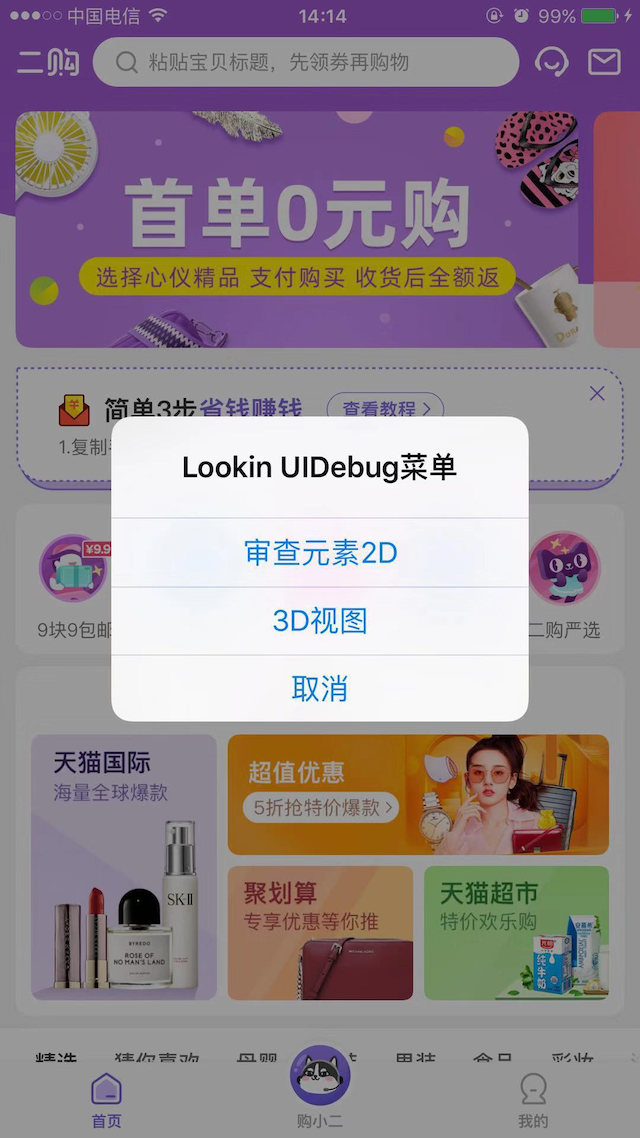 中国电信 14:14 99%
二购 粘贴宝贝标题，先领券再购物
首单0元购
选择心仪精品 支付购买 收货后全额返
简单3步省钱赚钱 查看教程
1.复制
Lookin UIDebug菜单
审查元素2D
3D视图
取消
¥9.9
9块9包邮 二购严选
天猫国际
海量全球爆款
超值优惠
5折抢特价爆款
SK-II
BYREDO
ROSE OF
NO MAN'S LAND
聚划算
专享优惠等你推
MICHAEL KORS
天猫超市
特价欢乐购
纯牛奶
精选 猜你喜欢 母婴 男装 食品 彩妆
首页 购小二 我的